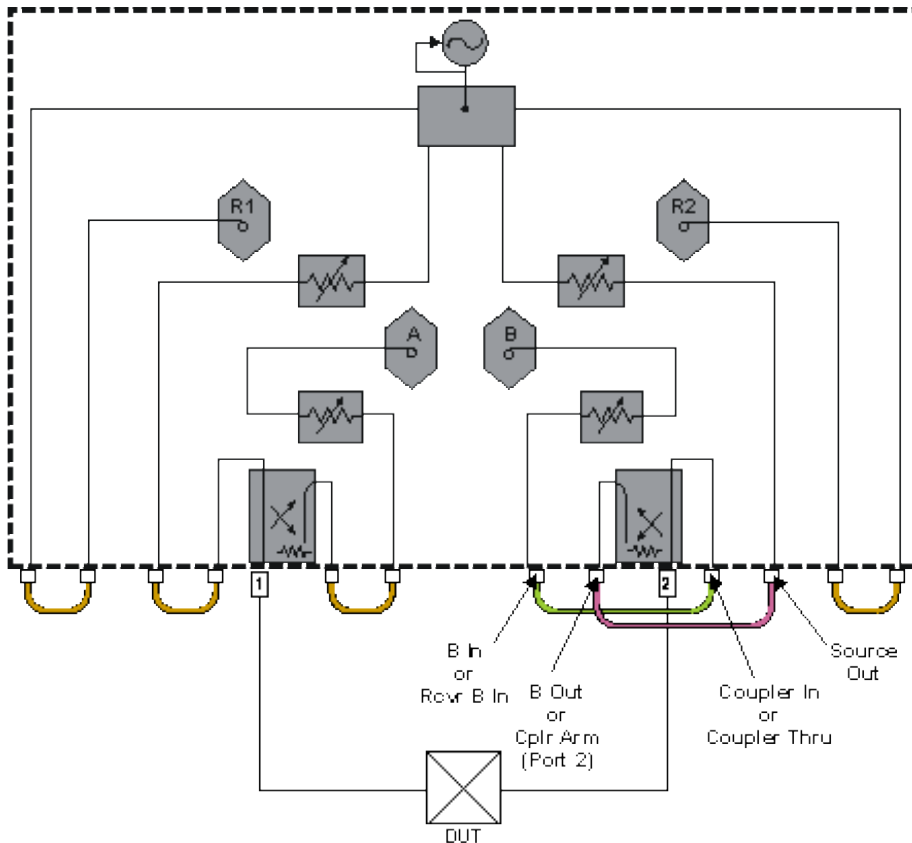 R1
R2
A
B
1
2
B In
or
Rcvr B In
B Out
or
Cplr Arm
(Port 2)
Coupler In
or
Coupler Thru
Source
Out
DUT